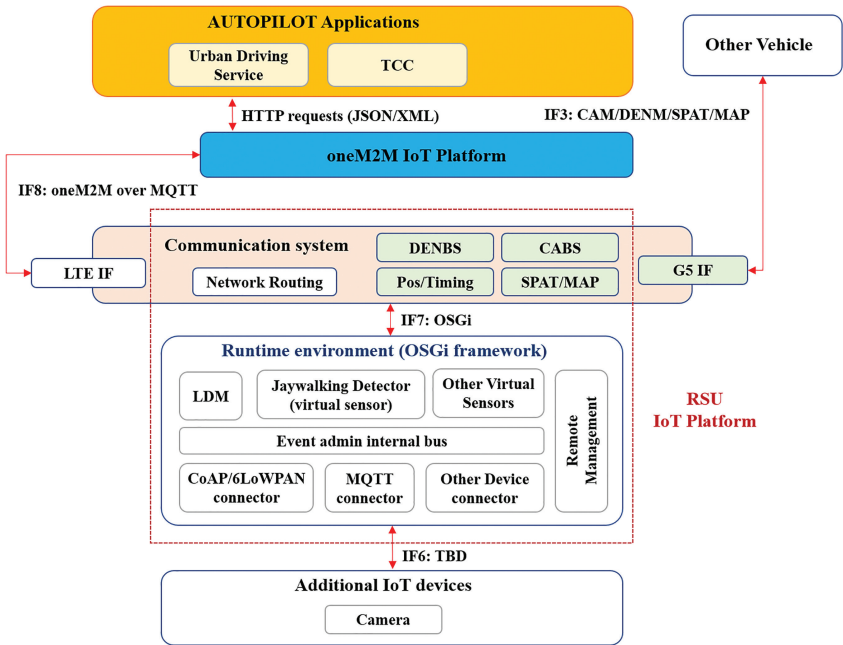 AUTOPILOT Applications
Urban Driving
Service
TCC
Other Vehicle
HTTP requests (JSON/XML)
IF3: CAM/DENM/SPAT/MAP
oneM2M IoT Platform
IF8: oneM2M over MQTT
Communication system
DENBS
CABS
LTE IF
Network Routing
Pos/Timing
SPAT/MAP
G5 IF
IF7: OSGi
Runtime environment (OSGi framework)
LDM
Jaywalking Detector
(virtual sensor)
Other Virtual
Sensors
Remote
Management
RSU
IoT Platform
Event admin internal bus
CoAP/6LoWPAN
connector
MQTT
connector
Other Device
connector
IF6: TBD
Additional IoT devices
Camera